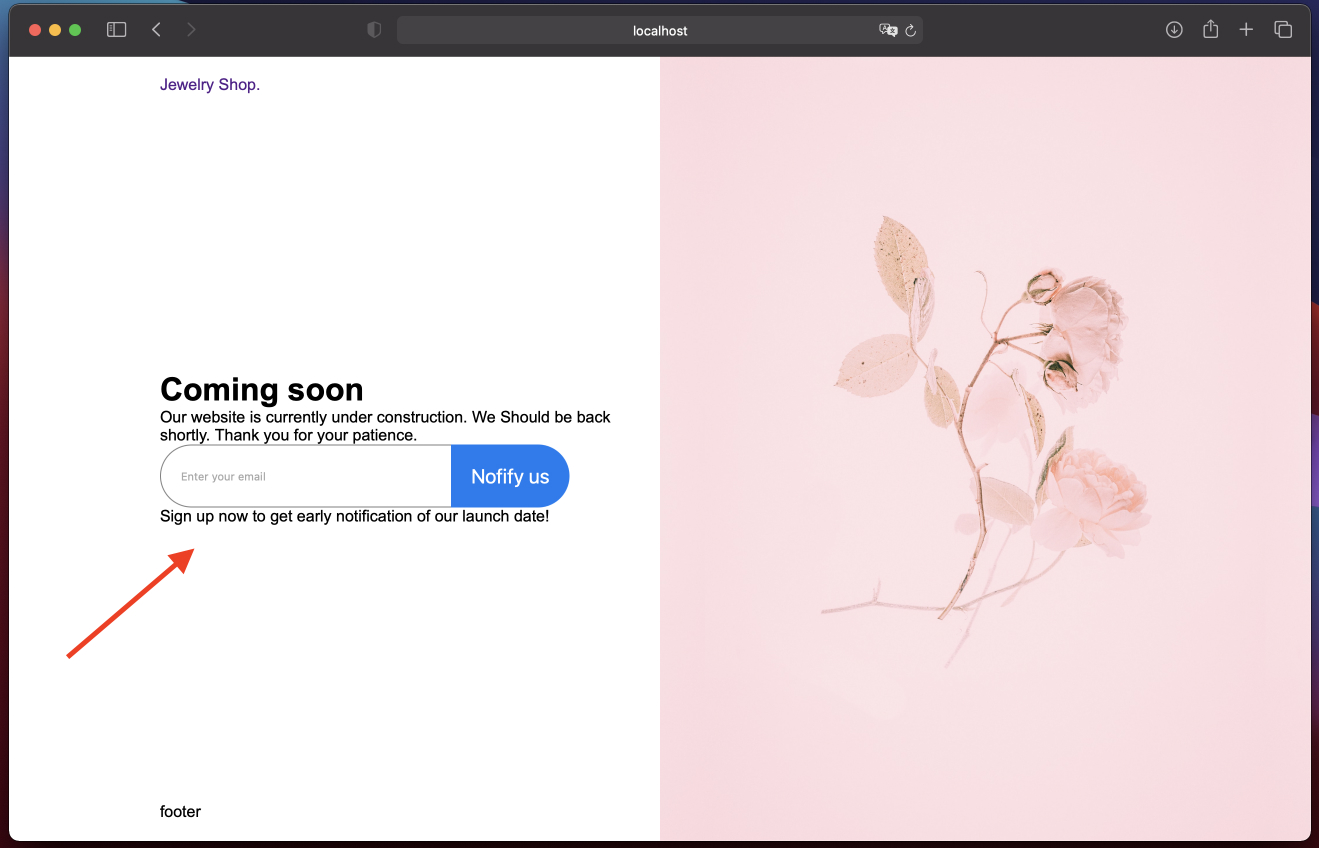 localhost
Jewelry Shop.
Coming soon
Our website is currently under construction. We Should be back
shortly. Thank you for your patience.
Enter your email
Nofify us
Sign up now to get early notification of our launch date!
footer